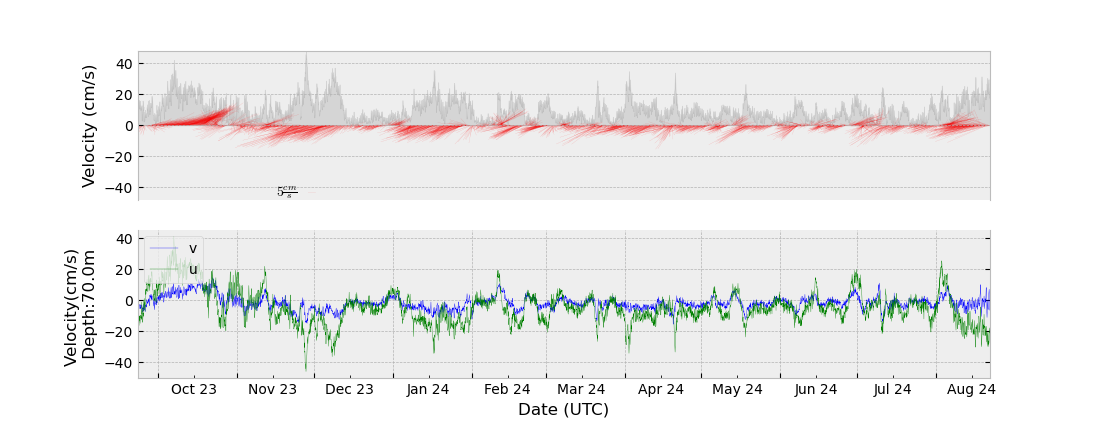 Velocity (cm/s)
40
20
0
−20
−40
5 cm/s
Velocity(cm/s)
Depth:70.0m
40
20
0
−20
−40
v
u
Oct 23 Nov 23 Dec 23 Jan 24 Feb 24 Mar 24 Apr 24 May 24 Jun 24 Jul 24 Aug 24
Date (UTC)